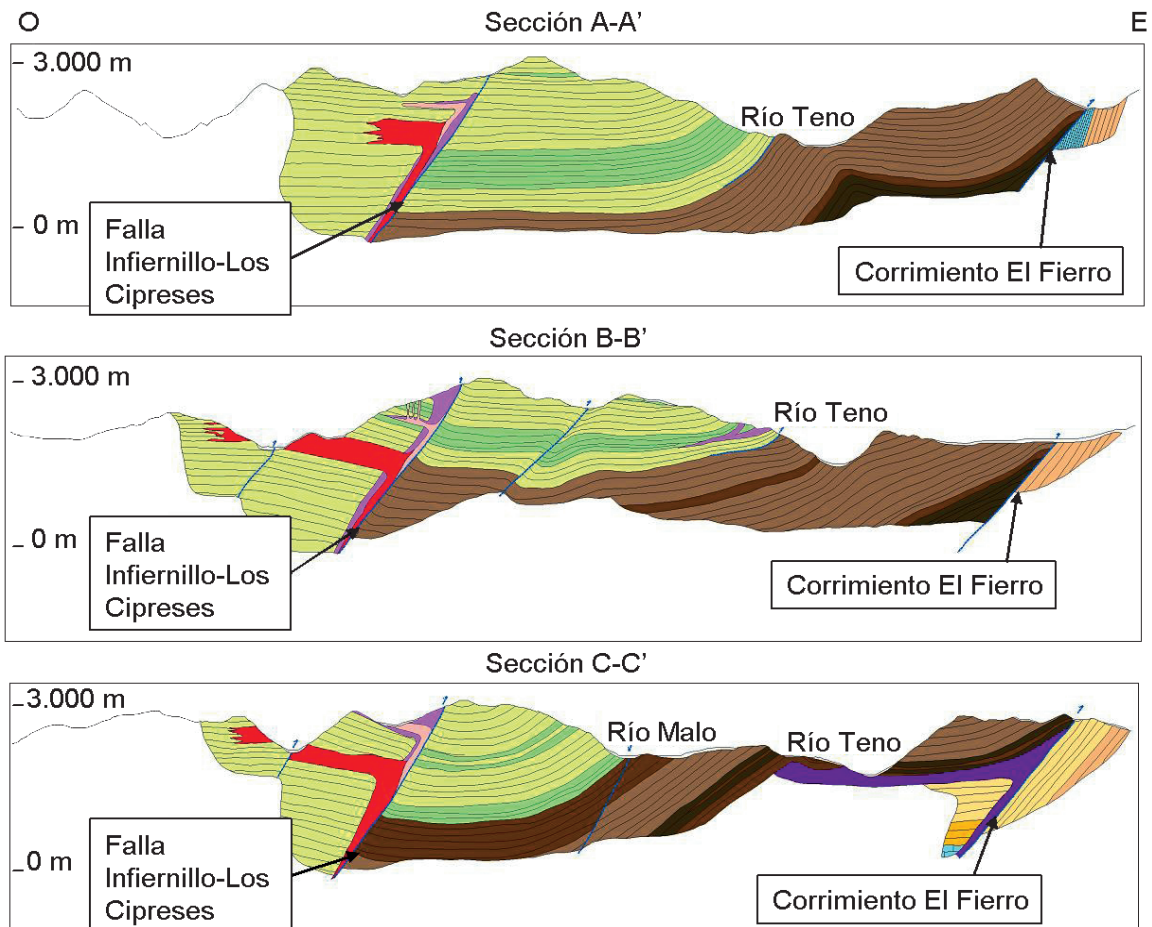 O
Sección A-A’
E
3.000 m
Río Teno
0 m
Falla
Infiernillo-Los
Cipreses
Corrimiento El Fierro
Sección B-B’
3.000 m
Río Teno
0 m
Falla
Infiernillo-Los
Cipreses
Corrimiento El Fierro
Sección C-C’
3.000 m
Río Malo
Río Teno
0 m
Falla
Infiernillo-Los
Cipreses
Corrimiento El Fierro